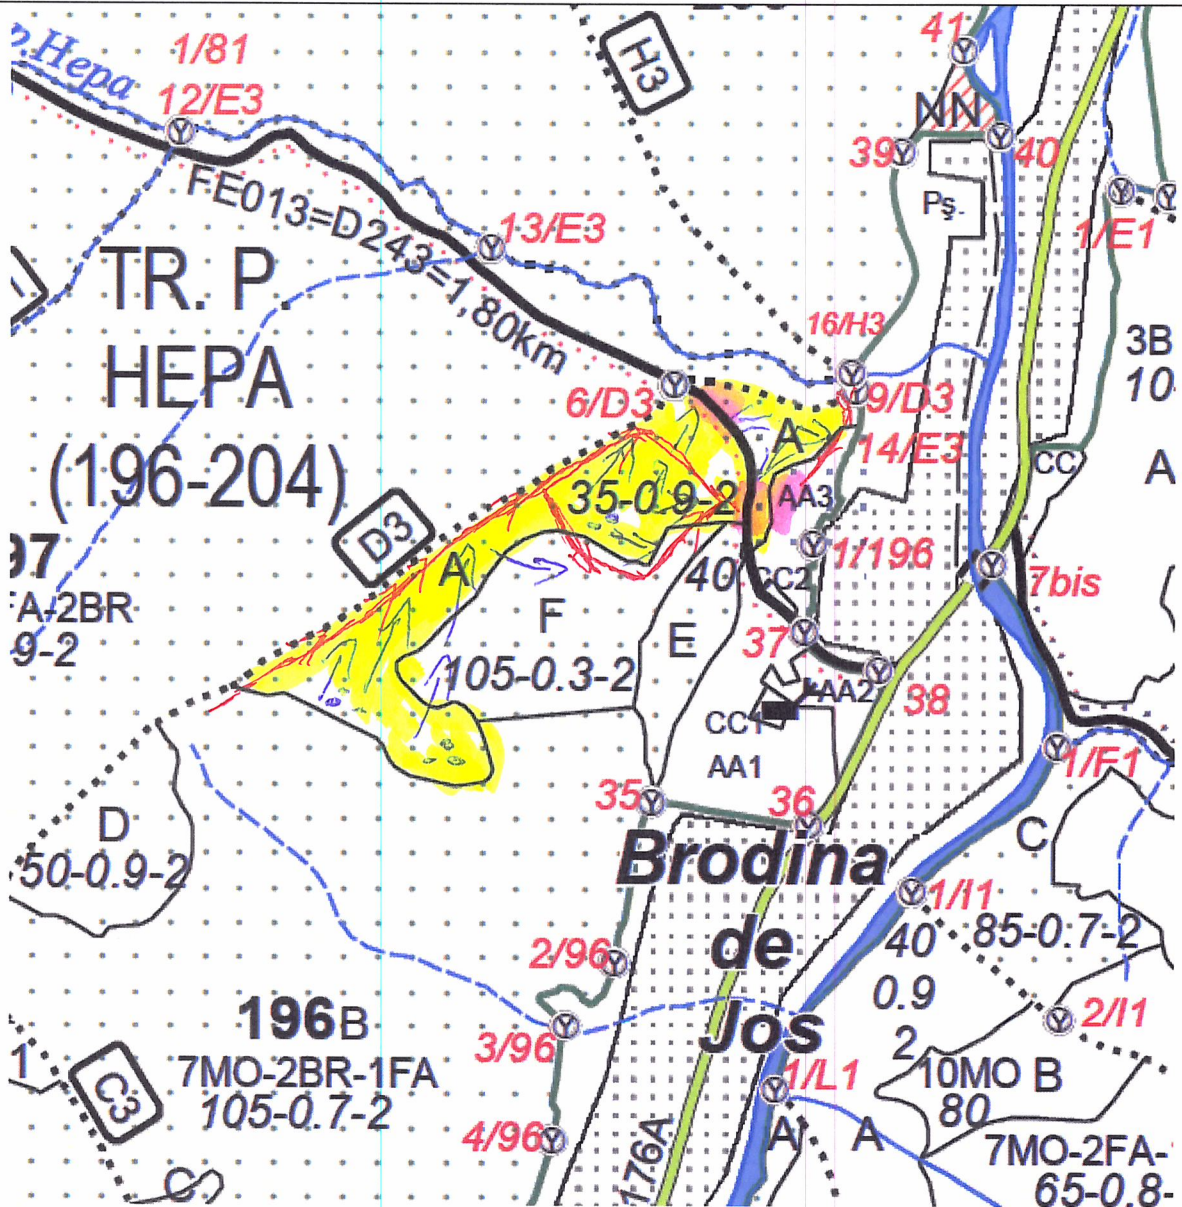 p. Hepa
1/81
12/E3
H3
41
NN
39
40
Pș.
1/E1
FE013=D243=1,80km
13/E3
TR. P.
HEPA
(196-204)
16/H3
3B
10-
6/D3
9/D3
A
14/E3
CC
A
35-0.9-2
AA3
D3
97
FA-2BR
9-2
A
40
CC2
1/196
7bis
F
105-0.3-2
E
37
AA2
38
CC1
AA1
1/F1
35
36
D
50-0.9-2
Brodina
de
Jos
C
1/I1
85-0.7-2
40
0.9
2
2/96
196B
7MO-2BR-1FA
105-0.7-2
3/96
2/I1
1
C3
1/L1
10MO B
80
4/96
176A
A
A
7MO-2FA-
65-0.8-
C